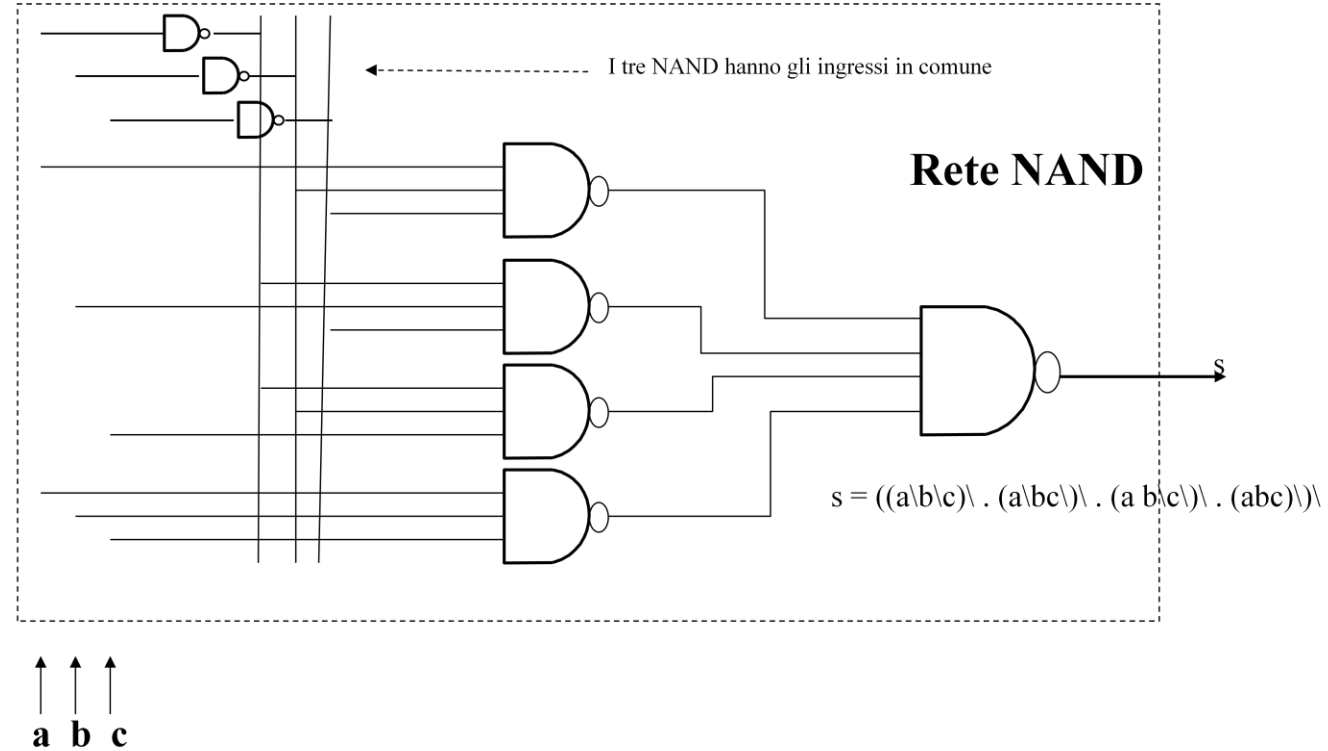 I tre NAND hanno gli ingressi in comune
Rete NAND
s
s = ((a\b\c)\ . (a\bc\)\ . (a b\c\)\ . (abc)\)\
a b c